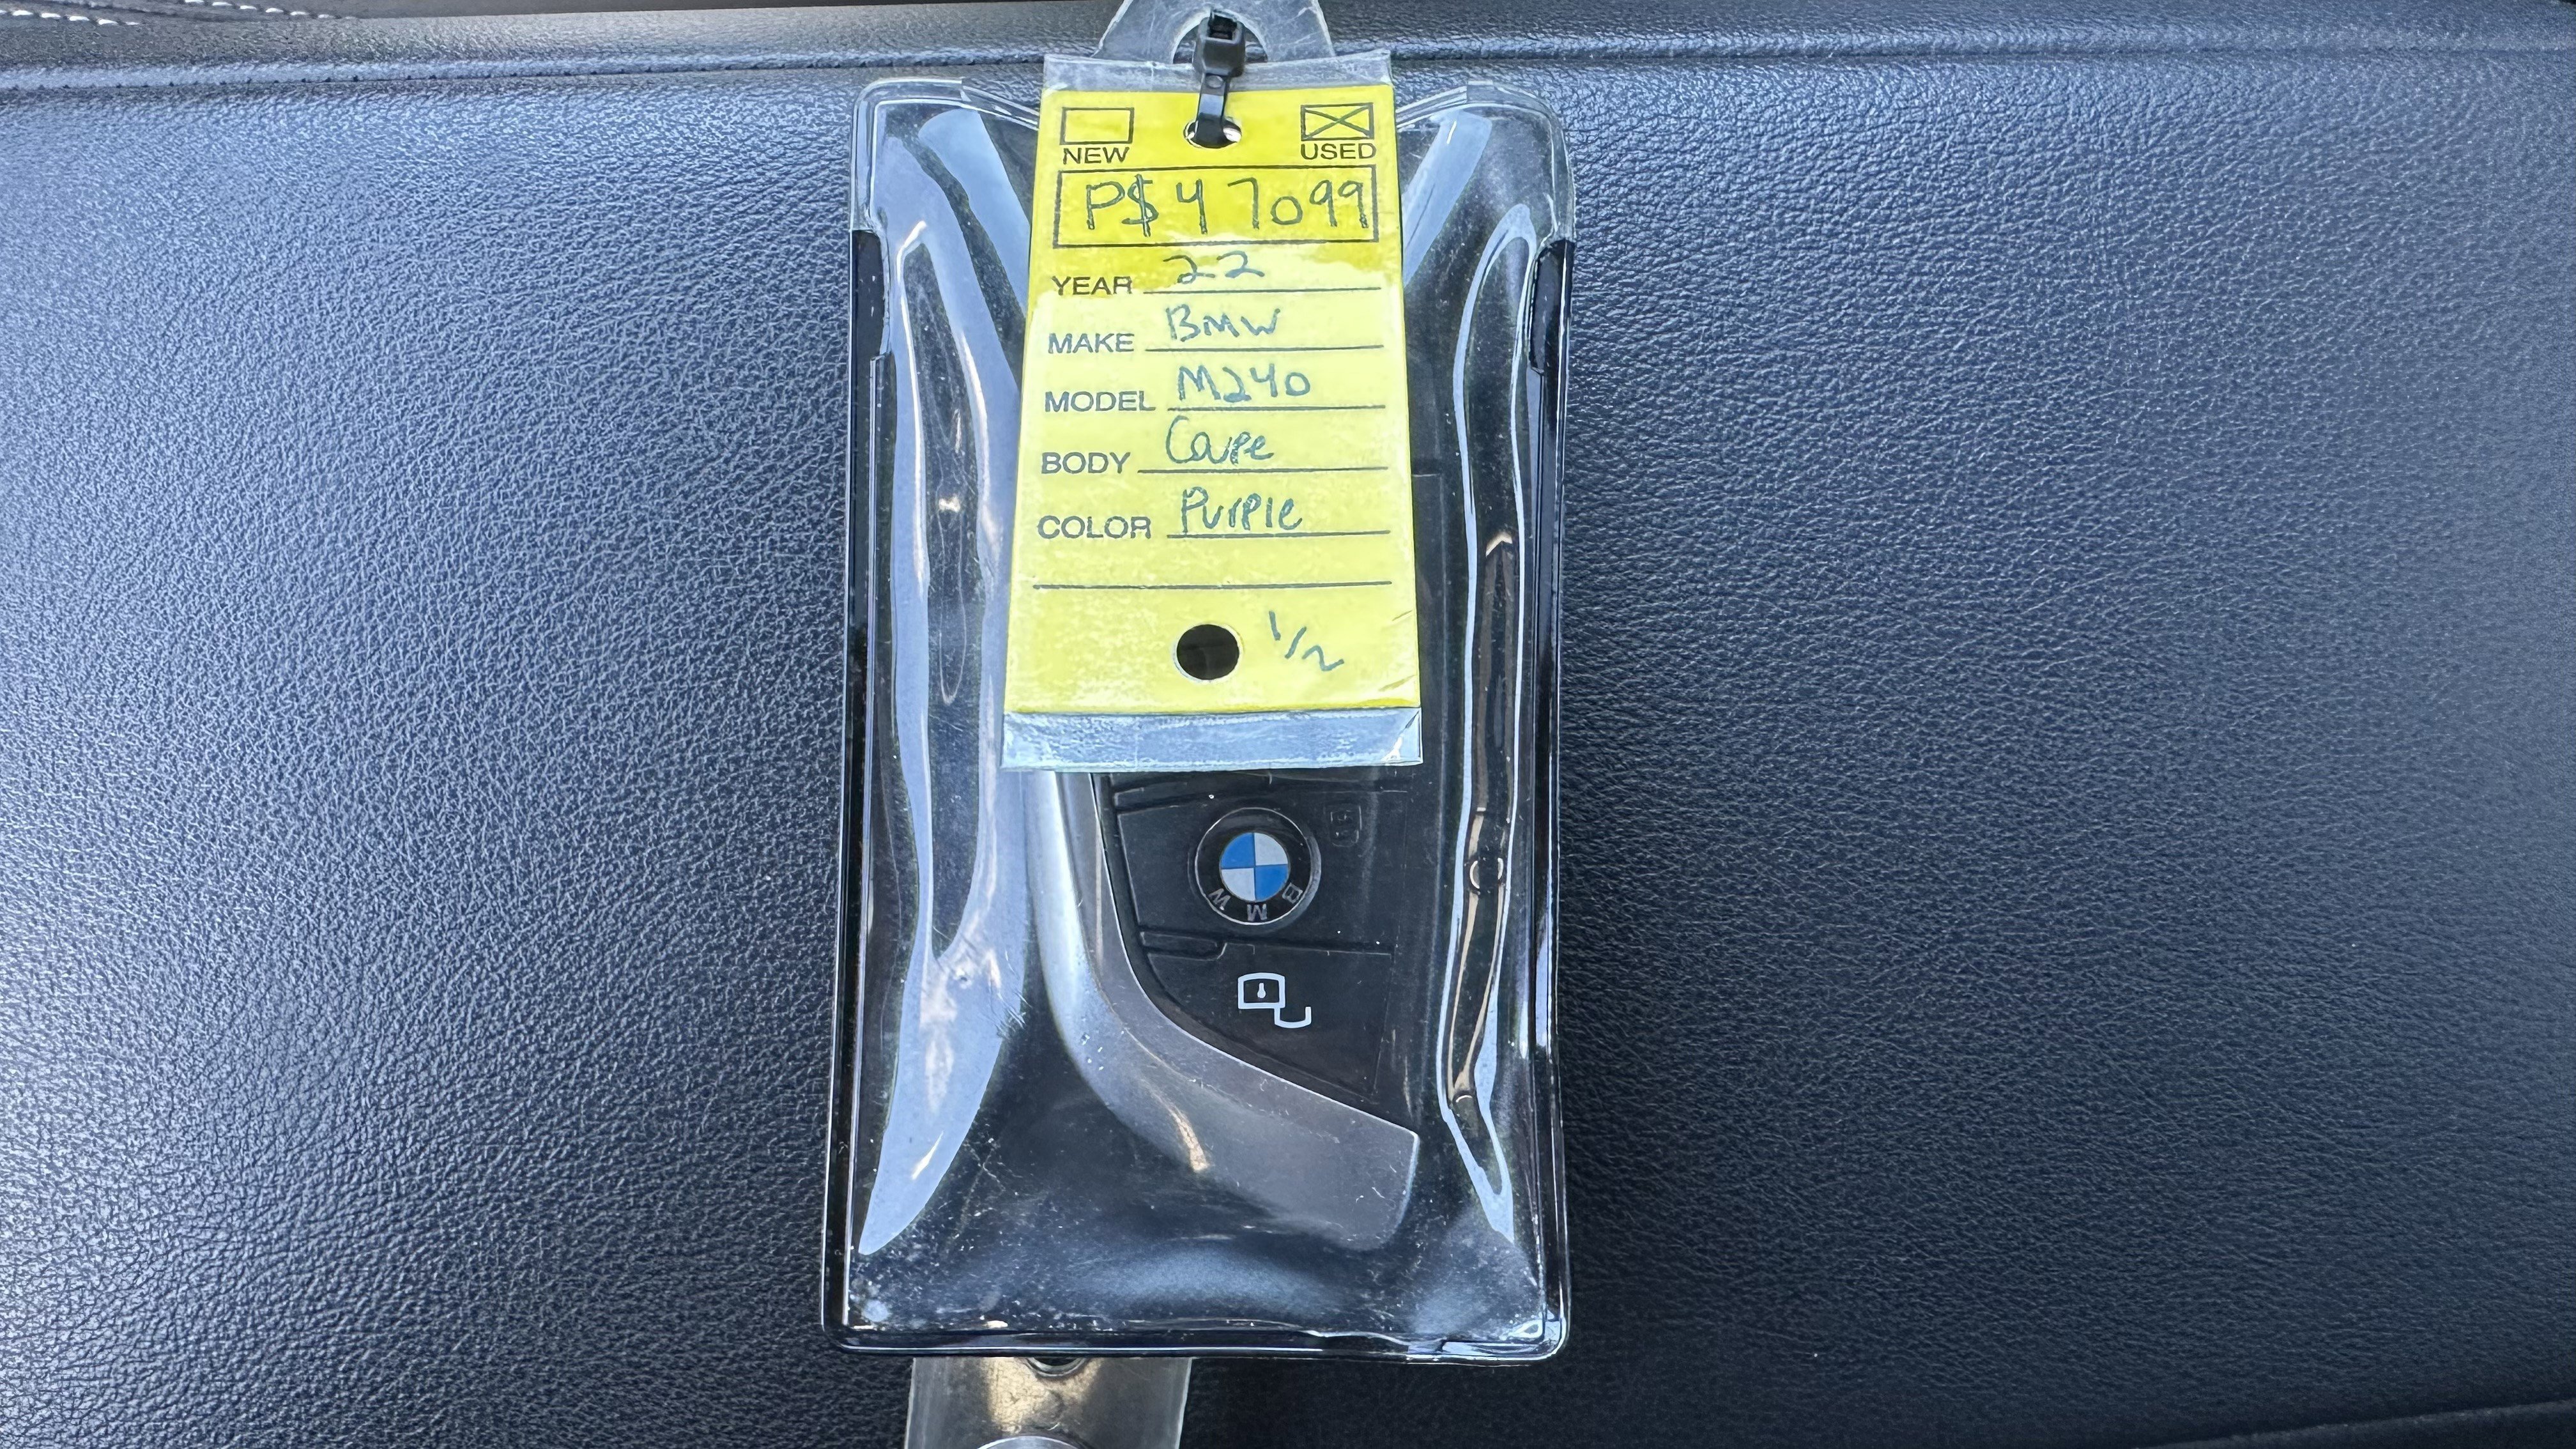 NEW USED
P$47099
YEAR 22
MAKE BMW
MODEL M240
BODY Coupe
COLOR Purple
1/2
BMW